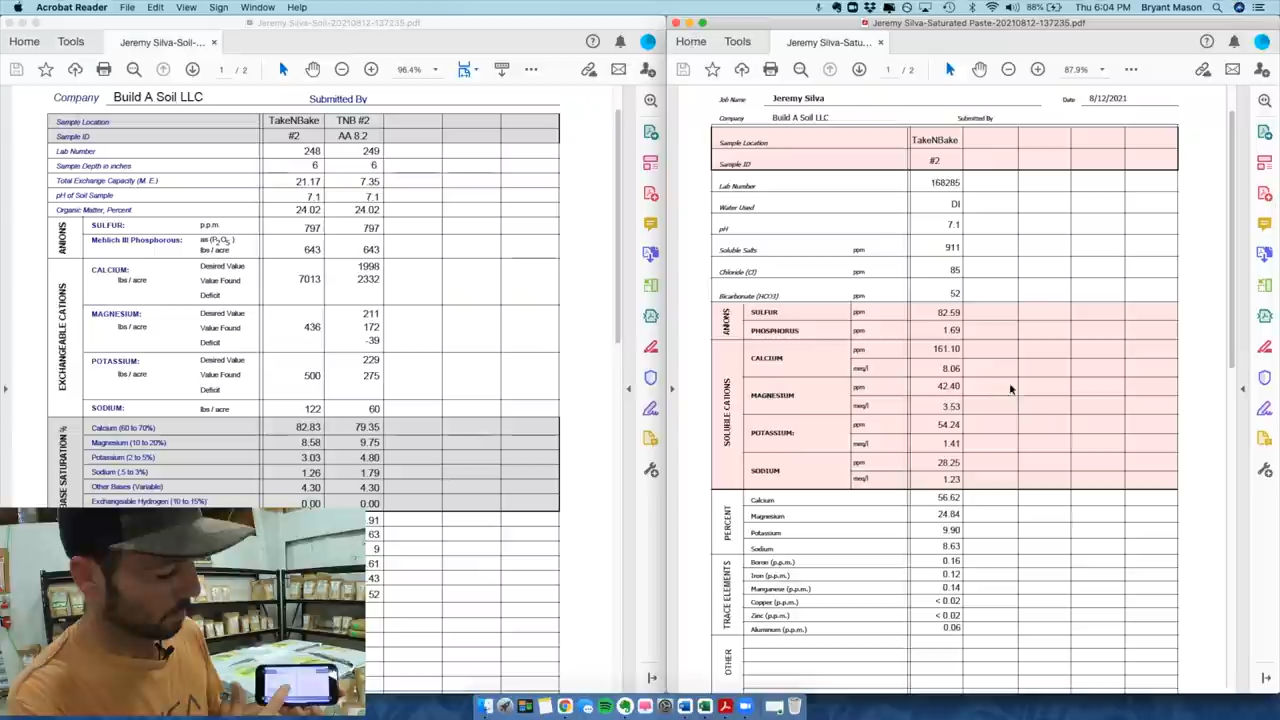 Acrobat Reader File Edit View Sign Window Help
88% Thu 6:04 PM Bryant Mason
Jeremy Silva-Soil-20210812-137235.pdf
Home Tools Jeremy Silva-Soil-... ×
1 / 2 96.4%
Company Build A Soil LLC Submitted By
Sample Location TakeNBake TNB #2
Sample ID #2 AA 8.2
Lab Number 248 249
Sample Depth in inches 6 6
Total Exchange Capacity (M. E.) 21.17 7.35
pH of Soil Sample 7.1 7.1
Organic Matter, Percent 24.02 24.02
ANIONS
SULFUR: p.p.m. 797 797
Mehlich III Phosphorous: as (P2O5) lbs / acre 643 643
EXCHANGEABLE CATIONS
CALCIUM: Desired Value 1998
lbs / acre Value Found 7013 2332
Deficit
MAGNESIUM: Desired Value 211
lbs / acre Value Found 436 172
Deficit -39
POTASSIUM: Desired Value 229
lbs / acre Value Found 500 275
Deficit
SODIUM: lbs / acre 122 60
BASE SATURATION %
Calcium (60 to 70%) 82.83 79.35
Magnesium (10 to 20%) 8.58 9.75
Potassium (2 to 5%) 3.03 4.80
Sodium (.5 to 3%) 1.26 1.79
Other Bases (Variable) 4.30 4.30
Exchangeable Hydrogen (10 to 15%) 0.00 0.00
.91
63
9
61
43
52
Jeremy Silva-Saturated Paste-20210812-137235.pdf
Home Tools Jeremy Silva-Satu... ×
1 / 2 87.9%
Job Name Jeremy Silva Date 8/12/2021
Company Build A Soil LLC Submitted By
Sample Location TakeNBake
Sample ID #2
Lab Number 168285
Water Used DI
pH 7.1
Soluble Salts ppm 911
Chloride (Cl) ppm 85
Bicarbonate (HCO3) ppm 52
ANIONS
SULFUR ppm 82.59
PHOSPHORUS ppm 1.69
SOLUBLE CATIONS
CALCIUM ppm 161.10
meq/l 8.06
MAGNESIUM ppm 42.40
meq/l 3.53
POTASSIUM: ppm 54.24
meq/l 1.41
SODIUM ppm 28.25
meq/l 1.23
PERCENT
Calcium 56.62
Magnesium 24.84
Potassium 9.90
Sodium 8.63
TRACE ELEMENTS
Boron (p.p.m.) 0.16
Iron (p.p.m.) 0.12
Manganese (p.p.m.) 0.14
Copper (p.p.m.) < 0.02
Zinc (p.p.m.) < 0.02
Aluminum (p.p.m.) 0.06
OTHER